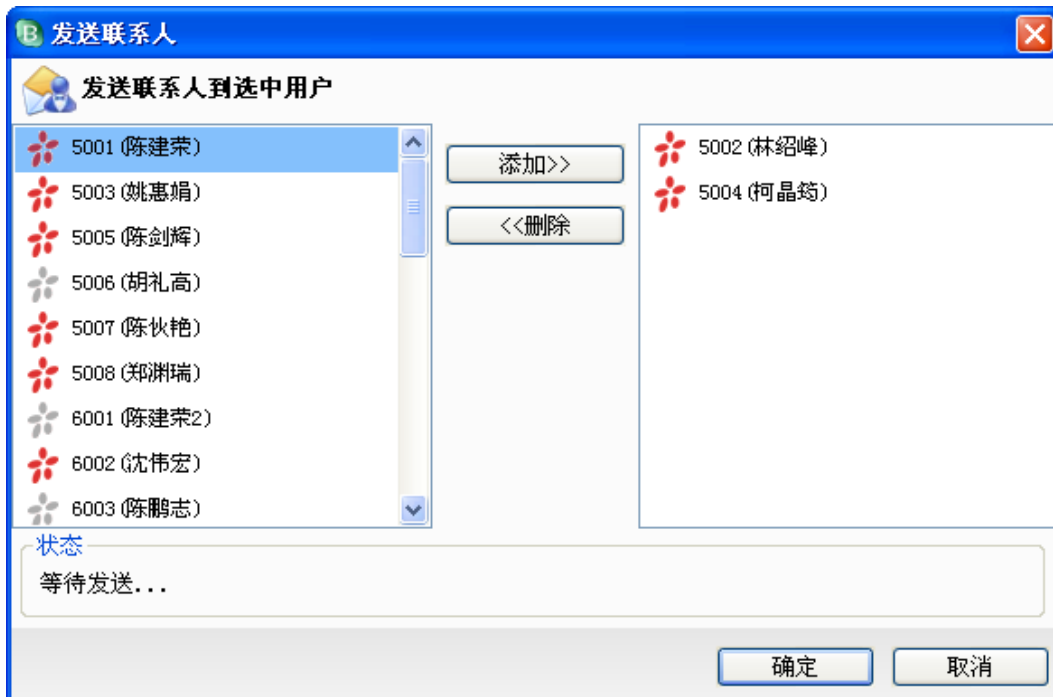 发送联系人
发送联系人到选中用户
5001 (陈建荣)
5003 (姚惠娟)
5005 (陈剑辉)
5006 (胡礼高)
5007 (陈伙艳)
5008 (郑渊瑞)
6001 (陈建荣2)
6002 (沈伟宏)
6003 (陈鹏志)
添加>>
<<删除
5002 (林绍峰)
5004 (柯晶筠)
状态
等待发送...
确定
取消